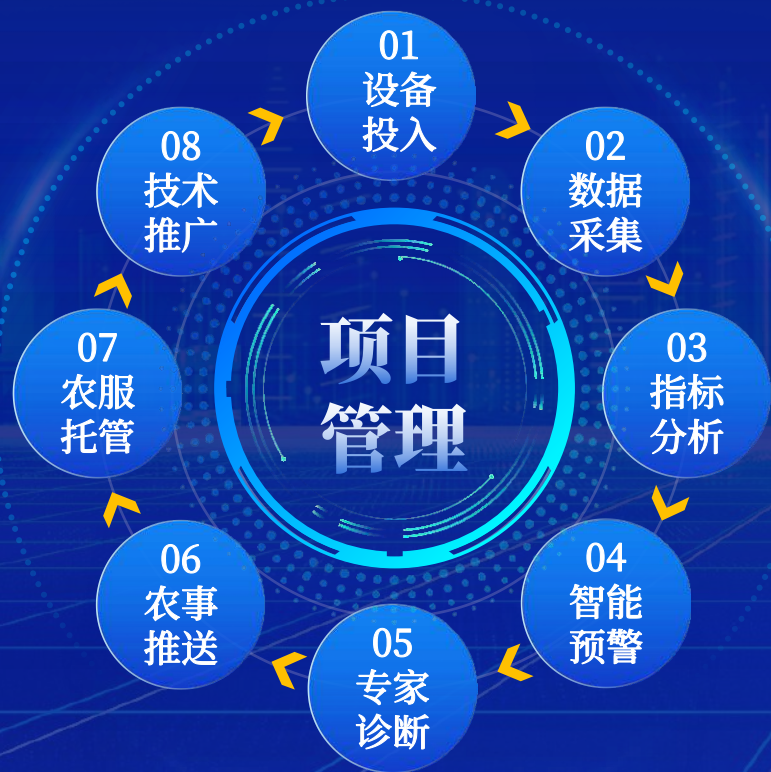 01
设备
投入
02
数据
采集
03
指标
分析
04
智能
预警
05
专家
诊断
06
农事
推送
07
农服
托管
08
技术
推广
项目
管理